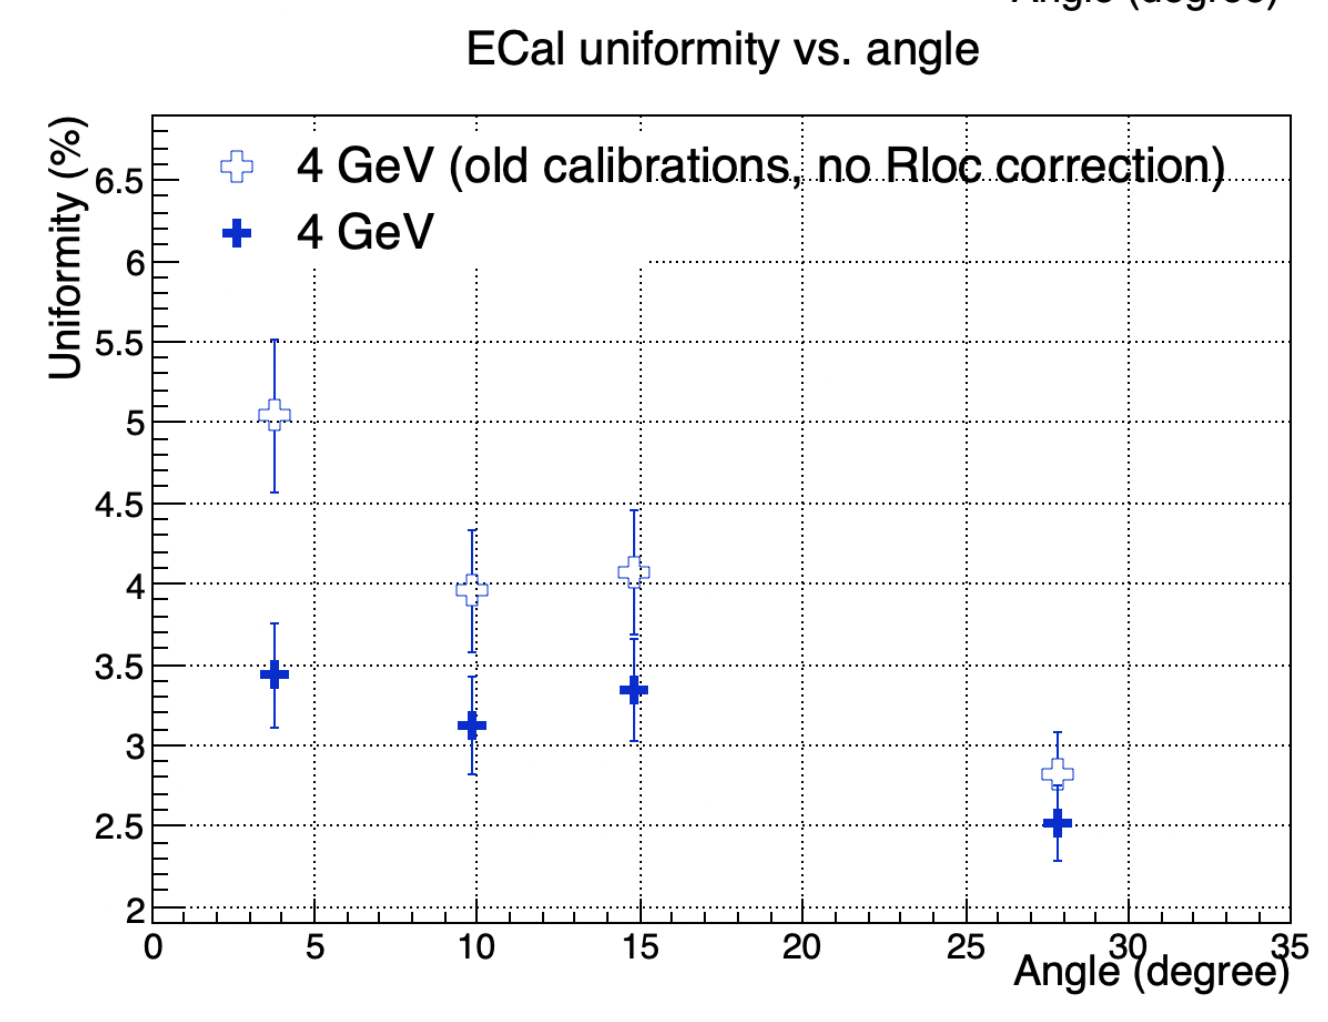 Angle (degree)
ECal uniformity vs. angle
Uniformity (%)
4 GeV (old calibrations, no Rloc correction)
4 GeV
6.5
6
5.5
5
4.5
4
3.5
3
2.5
2
0 5 10 15 20 25 30 35
Angle (degree)